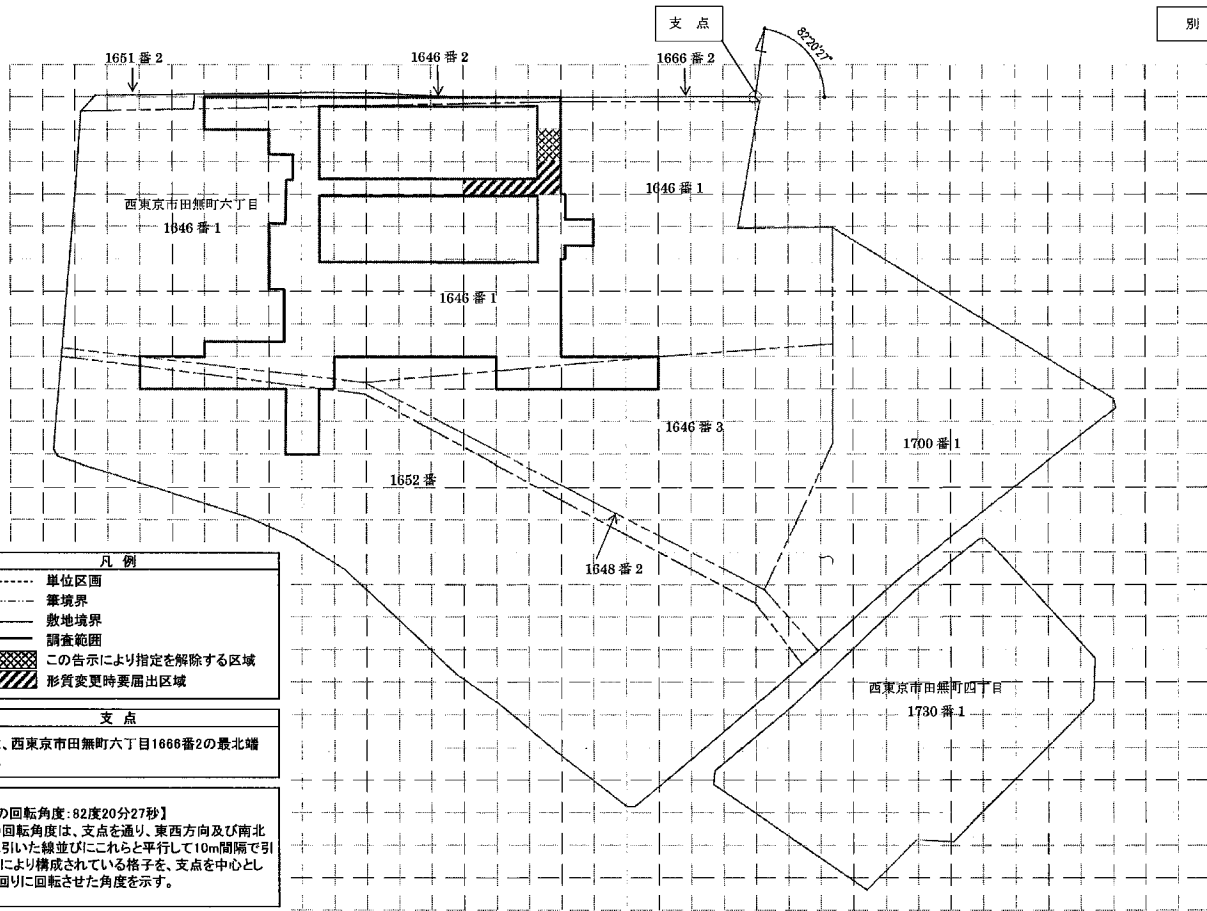 支 点
別
82°20'27"
1651 番 2
1646 番 2
1666 番 2
西東京市田無町六丁目
1646 番 1
1646 番 1
1646 番 1
1646 番 3
1700 番 1
1652 番
1648 番 2
西東京市田無町四丁目
1730 番 1
凡 例
単位区画
筆境界
敷地境界
調査範囲
この告示により指定を解除する区域
形質変更時要届出区域
支 点
、西東京市田無町六丁目1666番2の最北端
の回転角度:82度20分27秒】
回転角度は、支点を通り、東西方向及び南北
引いた線並びにこれらと平行して10m間隔で引
により構成されている格子を、支点を中心とし
回りに回転させた角度を示す。